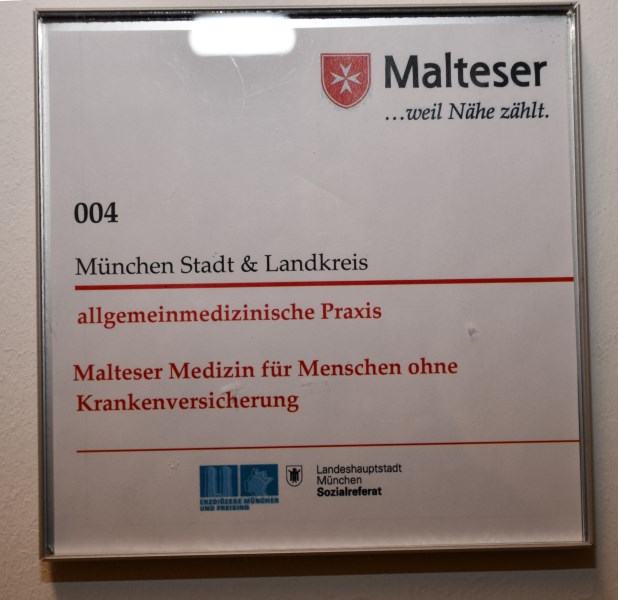 Malteser
...weil Nähe zählt.
004
München Stadt & Landkreis
allgemeinmedizinische Praxis
Malteser Medizin für Menschen ohne
Krankenversicherung
ERZDIÖZESE MÜNCHEN
UND FREISING
Landeshauptstadt
München
Sozialreferat